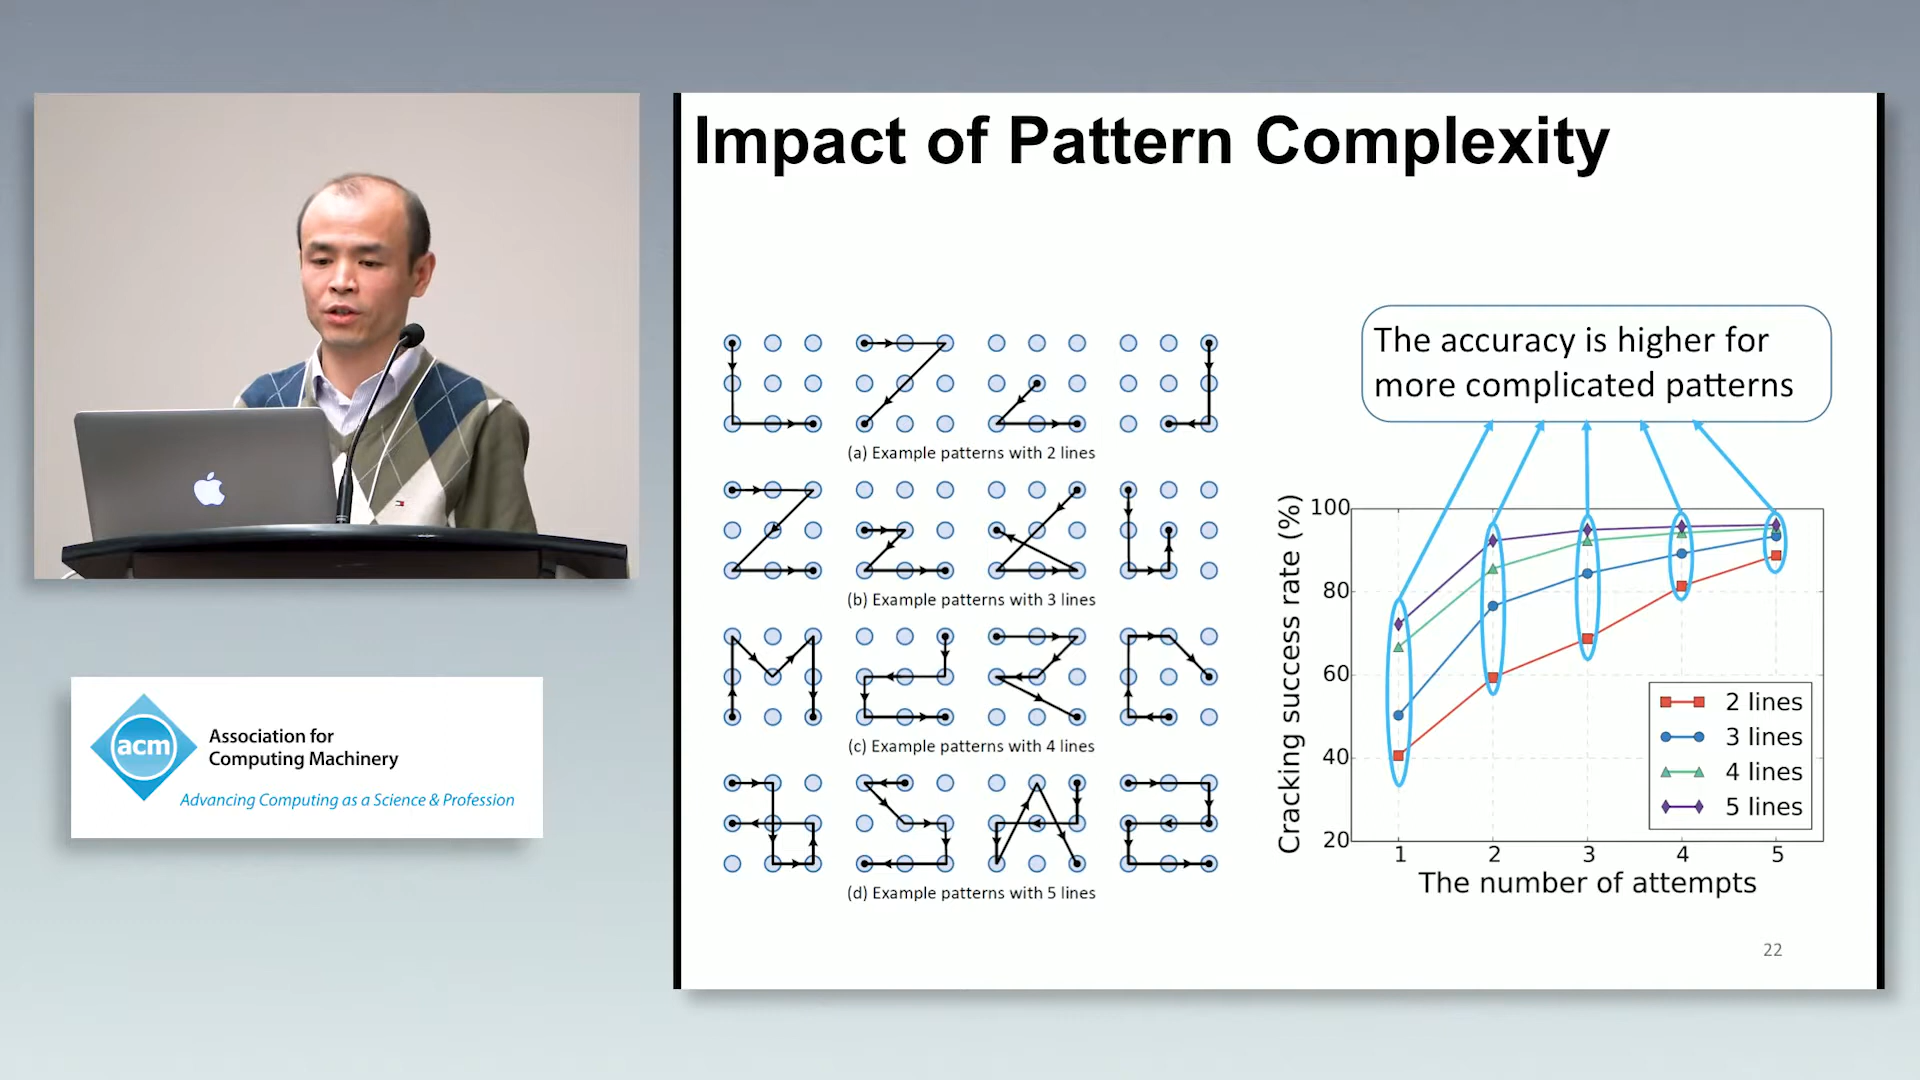 Impact of Pattern Complexity
The accuracy is higher for
more complicated patterns
(a) Example patterns with 2 lines
(b) Example patterns with 3 lines
(c) Example patterns with 4 lines
(d) Example patterns with 5 lines
Cracking success rate (%)
100
80
60
40
20
1 2 3 4 5
The number of attempts
2 lines
3 lines
4 lines
5 lines
22
acm
Association for
Computing Machinery
Advancing Computing as a Science & Profession